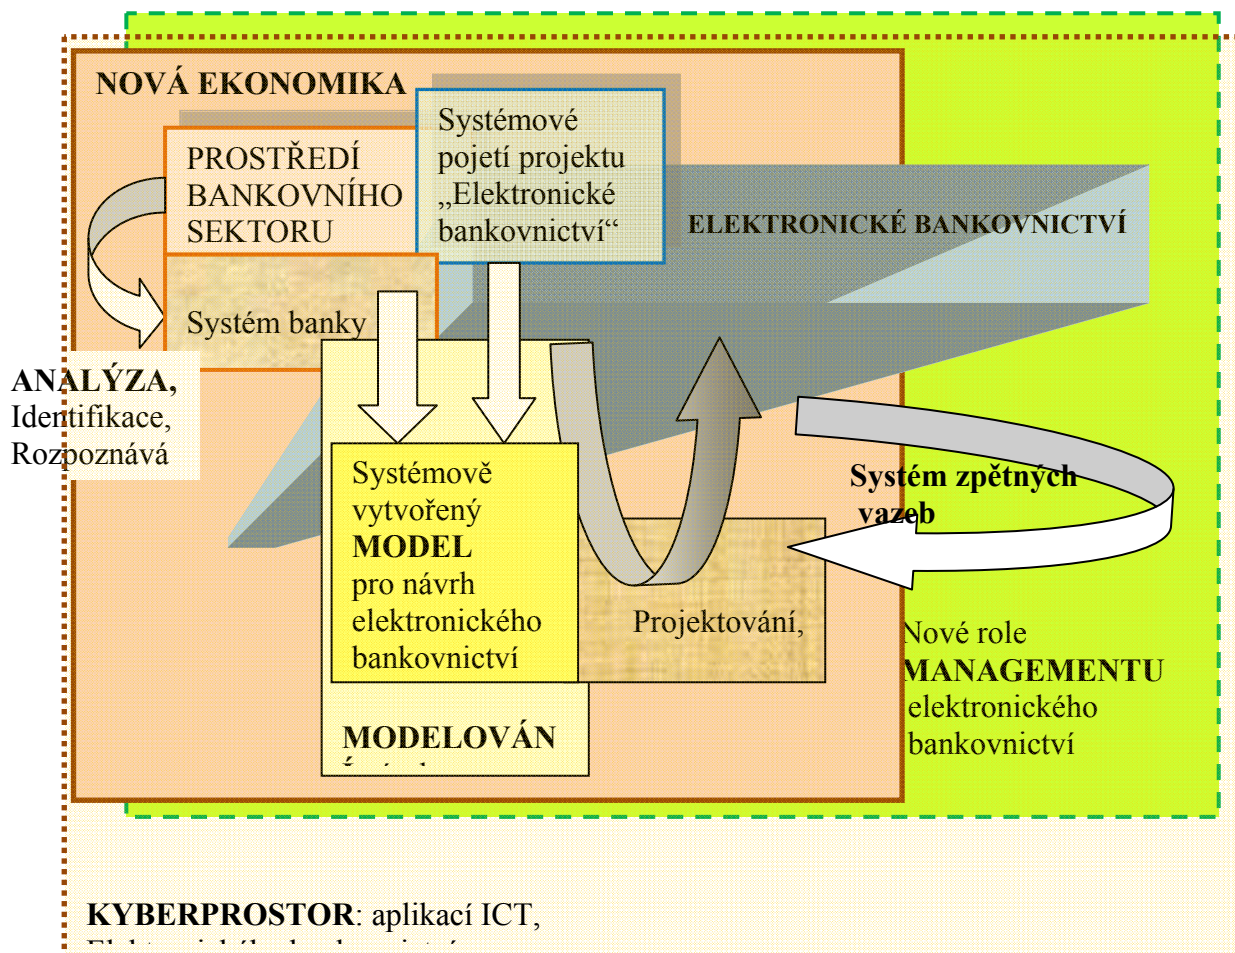 NOVÁ EKONOMIKA
PROSTŘEDÍ
BANKOVNÍHO
SEKTORU
Systémové
pojetí projektu
„Elektronické
bankovnictví“
ELEKTRONICKÉ BANKOVNICTVÍ
Systém banky
ANALÝZA,
Identifikace,
Rozpoznává
Systémově
vytvořený
MODEL
pro návrh
elektronického
bankovnictví
Systém zpětných
vazeb
Projektování,
Nové role
MANAGEMENTU
elektronického
bankovnictví
MODELOVÁN
KYBERPROSTOR: aplikací ICT,